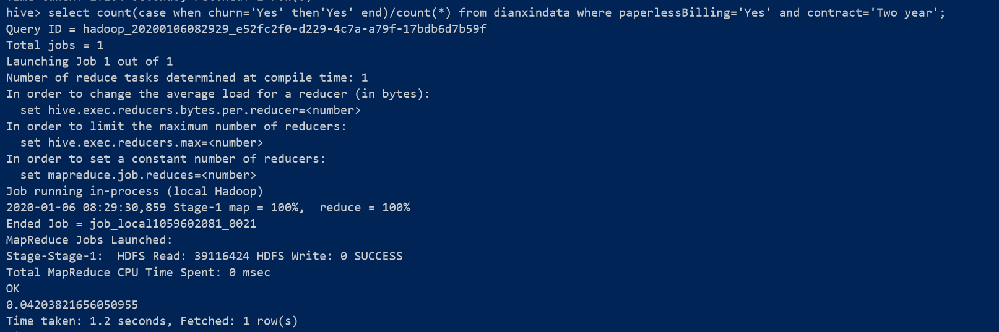 hive> select count(case when churn='Yes' then'Yes' end)/count(*) from dianxindata where paperlessBilling='Yes' and contract='Two year';
Query ID = hadoop_20200106082929_e52fc2f0-d229-4c7a-a79f-17bdb6d7b59f
Total jobs = 1
Launching Job 1 out of 1
Number of reduce tasks determined at compile time: 1
In order to change the average load for a reducer (in bytes):
  set hive.exec.reducers.bytes.per.reducer=<number>
In order to limit the maximum number of reducers:
  set hive.exec.reducers.max=<number>
In order to set a constant number of reducers:
  set mapreduce.job.reduces=<number>
Job running in-process (local Hadoop)
2020-01-06 08:29:30,859 Stage-1 map = 100%,  reduce = 100%
Ended Job = job_local1059602081_0021
MapReduce Jobs Launched:
Stage-Stage-1:  HDFS Read: 39116424 HDFS Write: 0 SUCCESS
Total MapReduce CPU Time Spent: 0 msec
OK
0.04203821656050955
Time taken: 1.2 seconds, Fetched: 1 row(s)